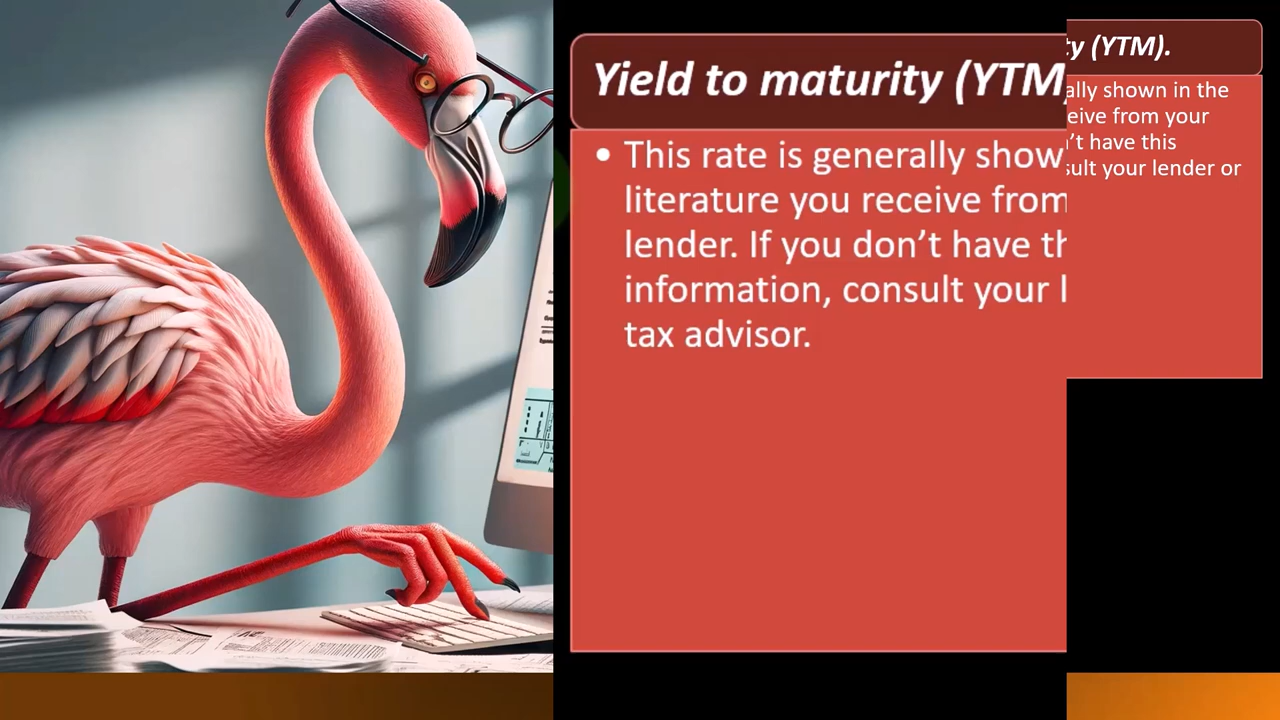 Yield to maturity (YTM
This rate is generally show
literature you receive from
lender. If you don’t have th
information, consult your l
tax advisor.
ty (YTM).
ally shown in the
eive from your
’t have this
sult your lender or